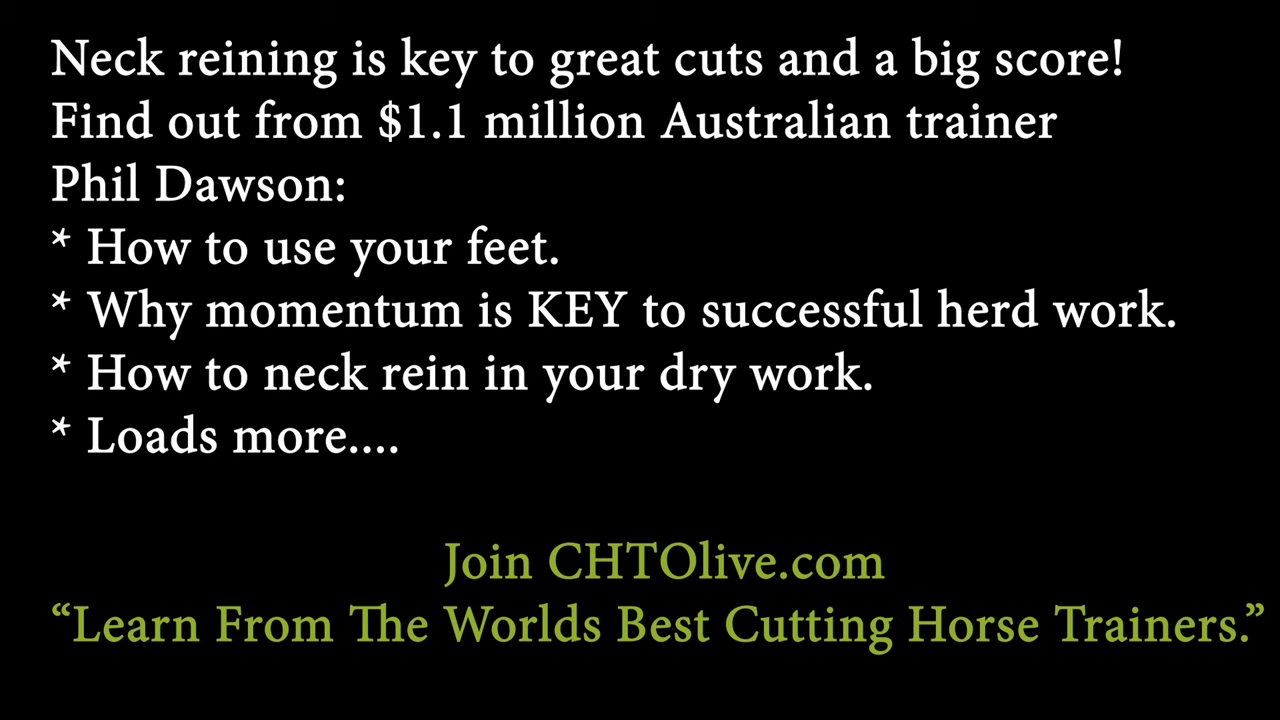 Neck reining is key to great cuts and a big score!
Find out from $1.1 million Australian trainer
Phil Dawson:
* How to use your feet.
* Why momentum is KEY to successful herd work.
* How to neck rein in your dry work.
* Loads more....
Join CHTOlive.com
“Learn From The Worlds Best Cutting Horse Trainers.”